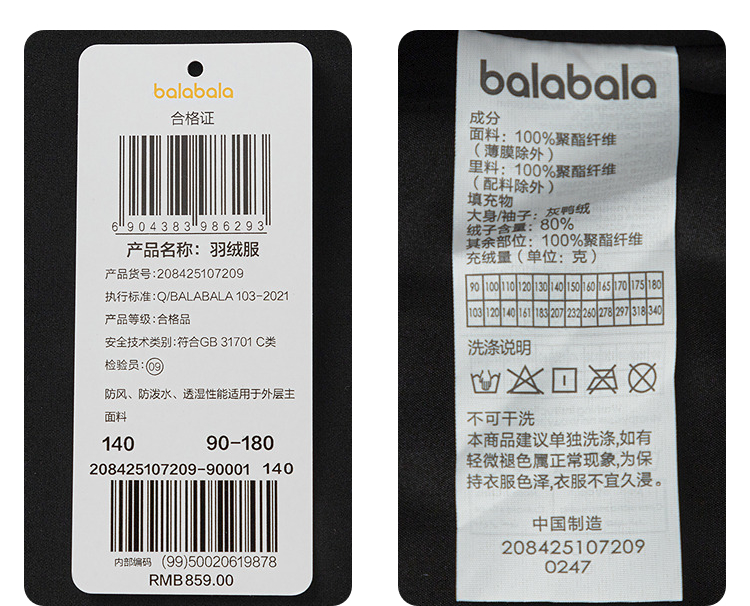 balabala
合格证
6 904383 986293
产品名称：羽绒服
产品货号：208425107209
执行标准：Q/BALABALA 103-2021
产品等级：合格品
安全技术类别：符合GB 31701 C类
检验员：09
防风、防泼水、透湿性能适用于外层主
面料
140 90-180
208425107209-90001 140
内部编码 (99)50020619878
RMB859.00
balabala
成分
面料：100%聚酯纤维
（薄膜除外）
里料：100%聚酯纤维
（配料除外）
填充物
大身/袖子：灰鸭绒
绒子含量：80%
其余部位：100%聚酯纤维
充绒量（单位：克）
90 100 110 120 130 140 150 160 165 170 175 180
103 120 140 161 183 207 232 260 278 297 318 340
洗涤说明
不可干洗
本商品建议单独洗涤,如有
轻微褪色属正常现象,为保
持衣服色泽,衣服不宜久浸。
中国制造
208425107209
0247